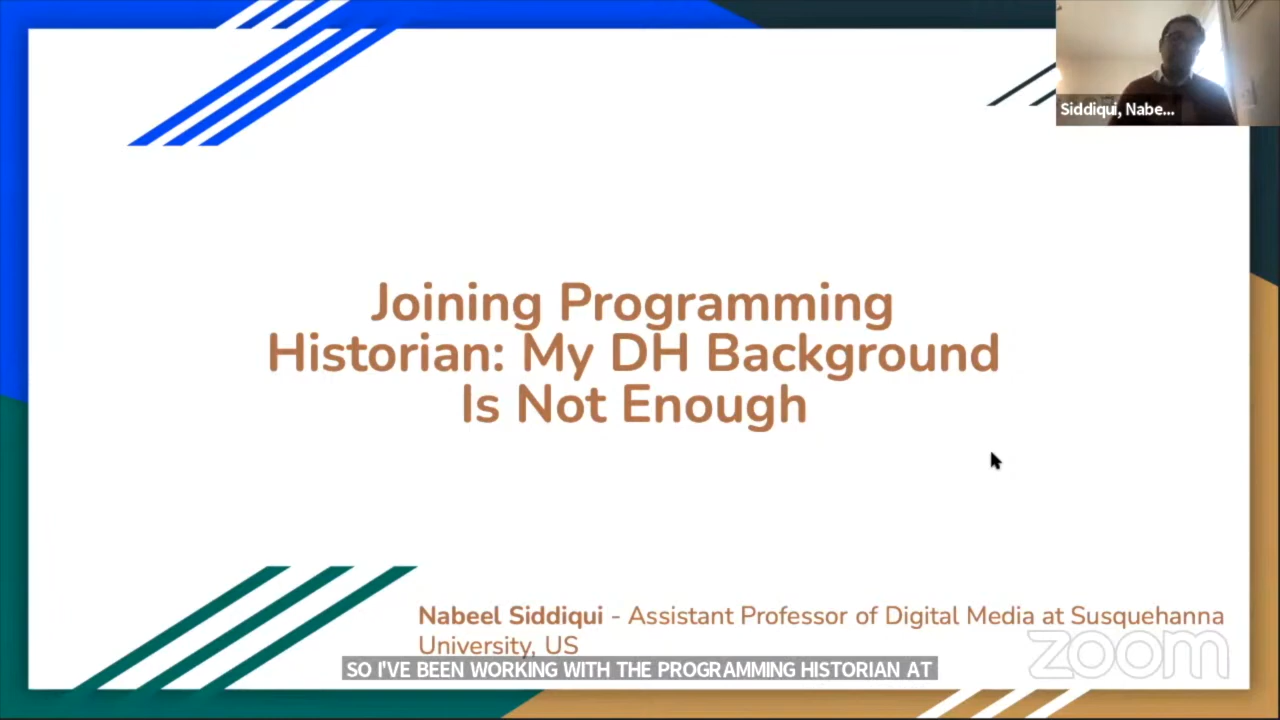 Siddiqui, Nabe...
Joining Programming
Historian: My DH Background
Is Not Enough
Nabeel Siddiqui - Assistant Professor of Digital Media at Susquehanna
University, US
zoom
SO I'VE BEEN WORKING WITH THE PROGRAMMING HISTORIAN AT